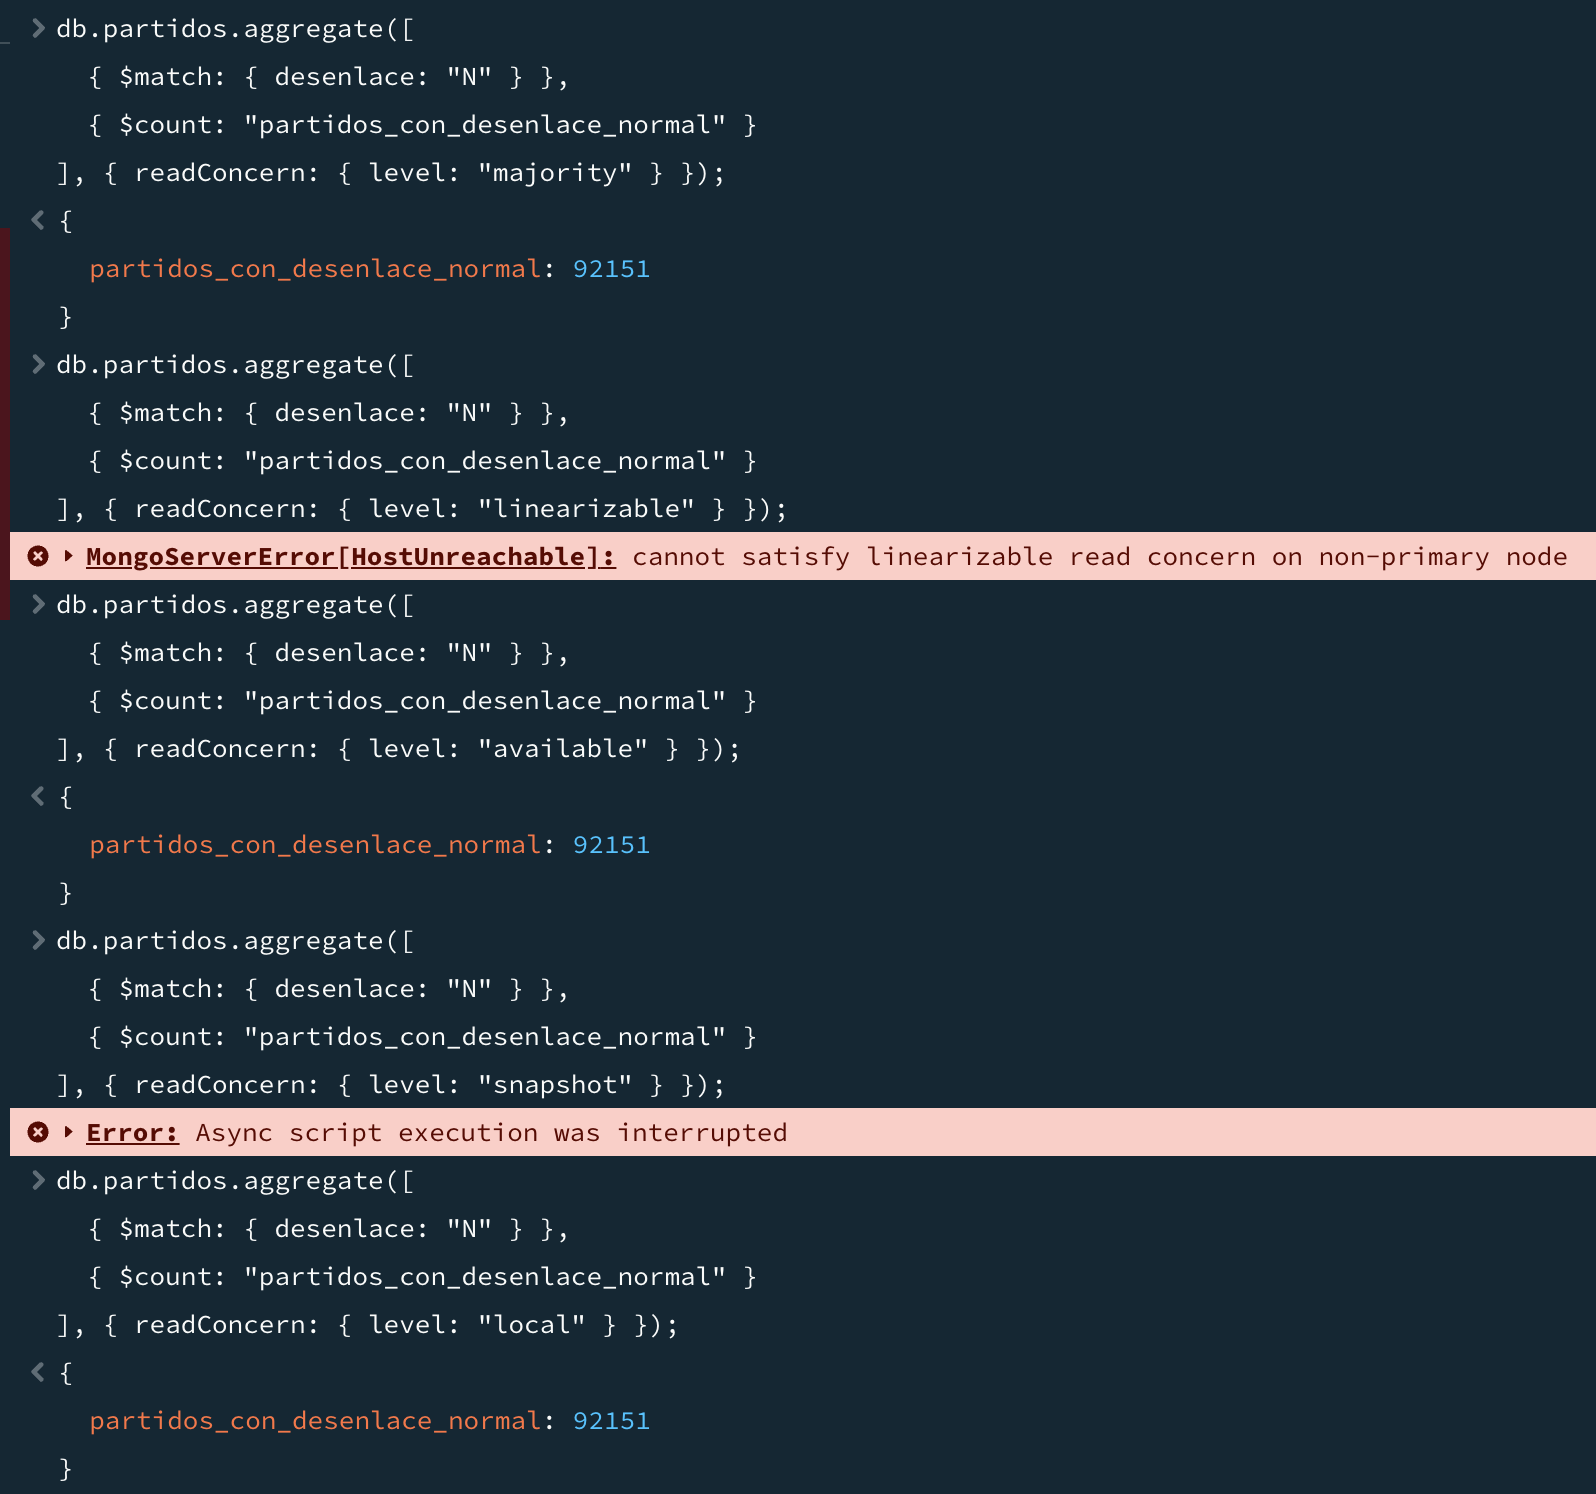 db.partidos.aggregate([
{ $match: { desenlace: "N" } },
{ $count: "partidos_con_desenlace_normal" }
], { readConcern: { level: "majority" } });
{
partidos_con_desenlace_normal: 92151
}
db.partidos.aggregate([
{ $match: { desenlace: "N" } },
{ $count: "partidos_con_desenlace_normal" }
], { readConcern: { level: "linearizable" } });
MongoServerError[HostUnreachable]: cannot satisfy linearizable read concern on non-primary node
db.partidos.aggregate([
{ $match: { desenlace: "N" } },
{ $count: "partidos_con_desenlace_normal" }
], { readConcern: { level: "available" } });
{
partidos_con_desenlace_normal: 92151
}
db.partidos.aggregate([
{ $match: { desenlace: "N" } },
{ $count: "partidos_con_desenlace_normal" }
], { readConcern: { level: "snapshot" } });
Error: Async script execution was interrupted
db.partidos.aggregate([
{ $match: { desenlace: "N" } },
{ $count: "partidos_con_desenlace_normal" }
], { readConcern: { level: "local" } });
{
partidos_con_desenlace_normal: 92151
}